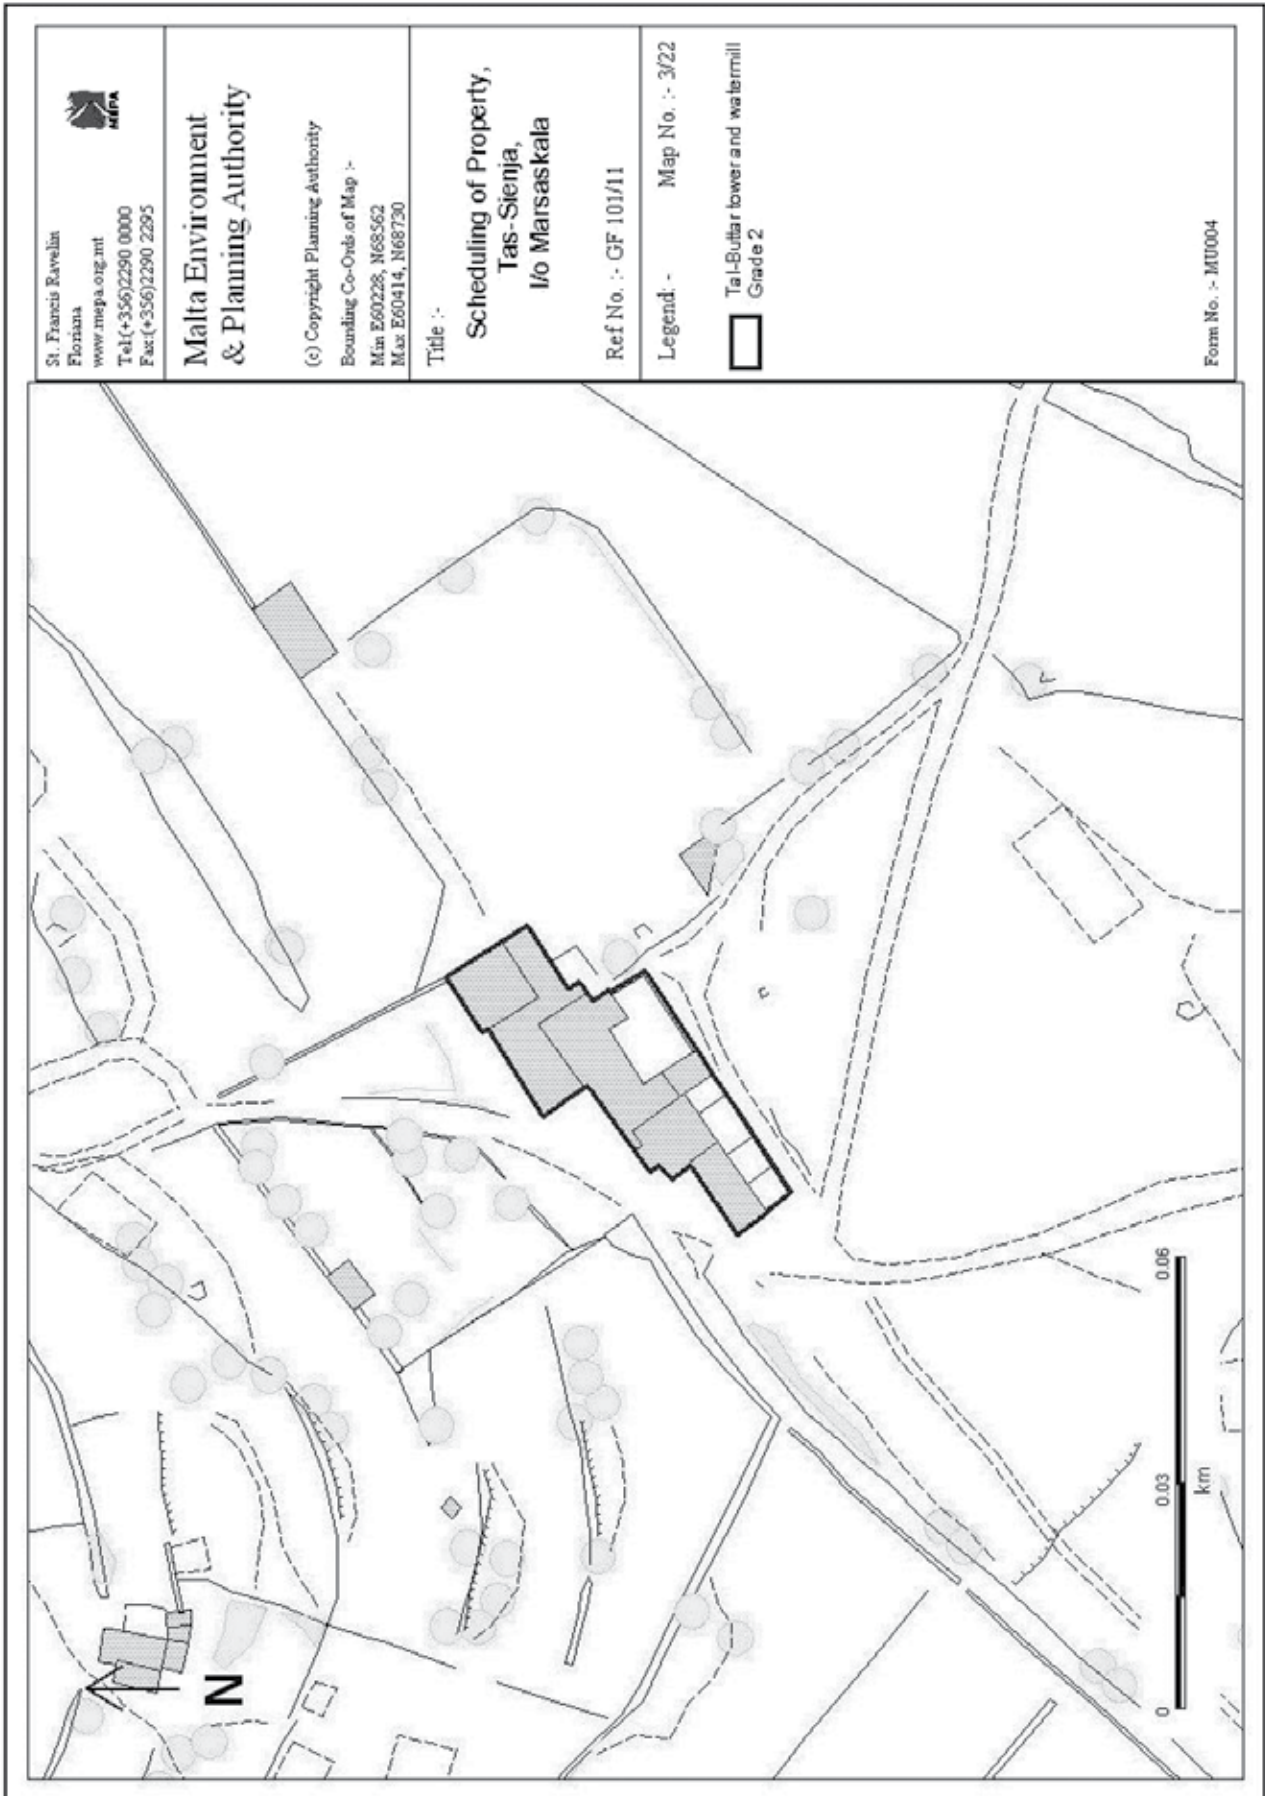 St. Francis Ravelin
Floriana
www.mepa.org.mt
Tel:(+356)2290 0000
Fax:(+356)2290 2295
MEPA
Malta Environment
& Planning Authority
(c) Copyright Planning Authority
Bounding Co-Ords.of Map :-
Min E60228, N68562
Max E60414, N68730
Title :-
Scheduling of Property,
Tas-Sienja,
l/o Marsaskala
Ref No. :- GF 101/11
Legend: - Map No. :- 3/22
Tal-Buttar tower and watermill
Grade 2
Form No. :- MU004
N
0 0.03 0.06
km